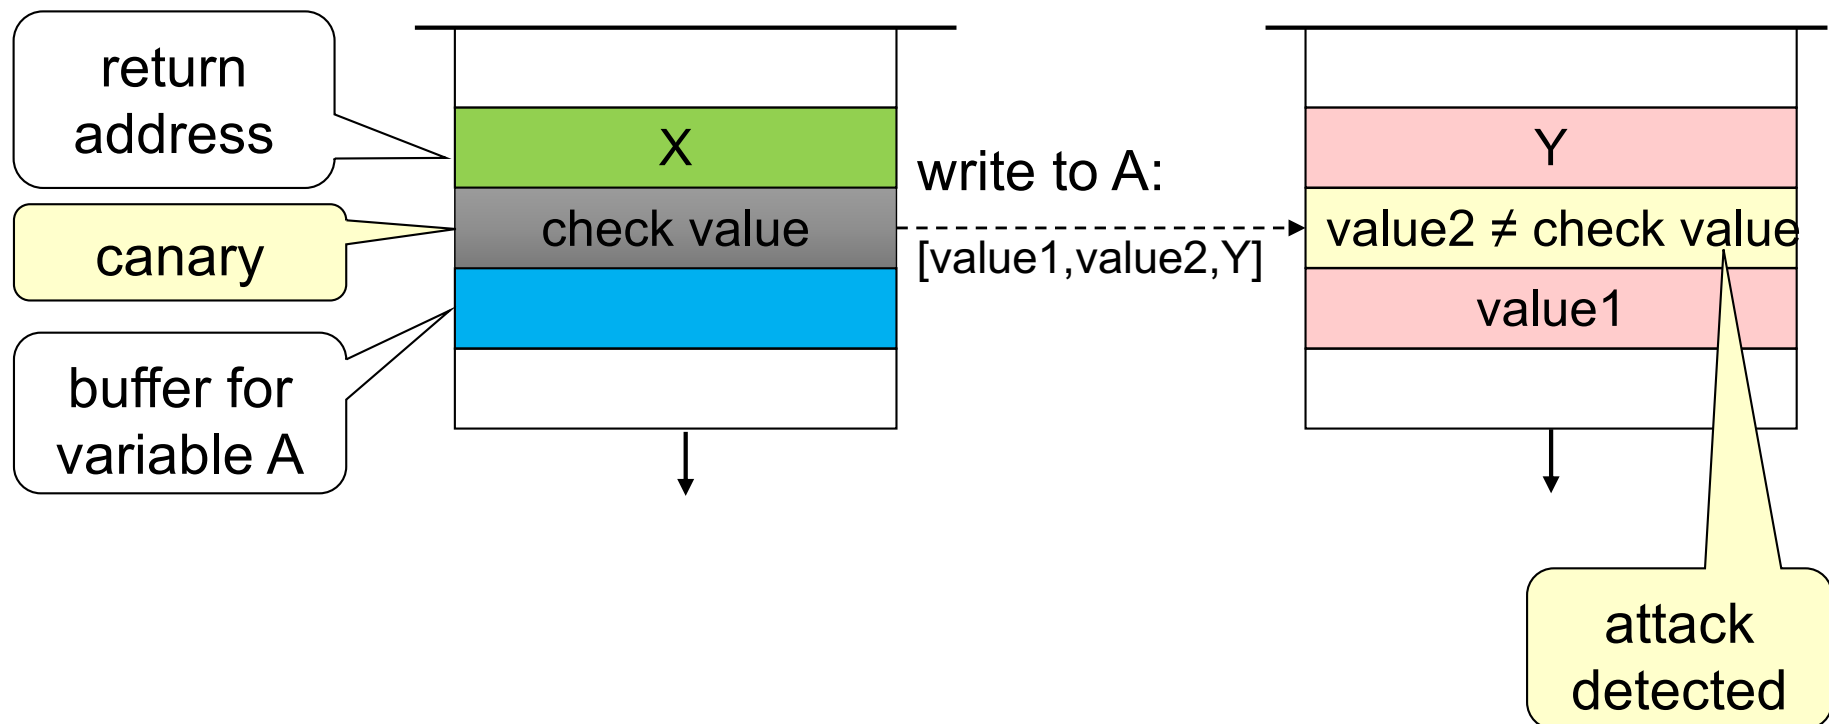 return
address
canary
buffer for
variable A
X
check value
write to A:
[value1,value2,Y]
Y
value2 ≠ check value
value1
attack
detected